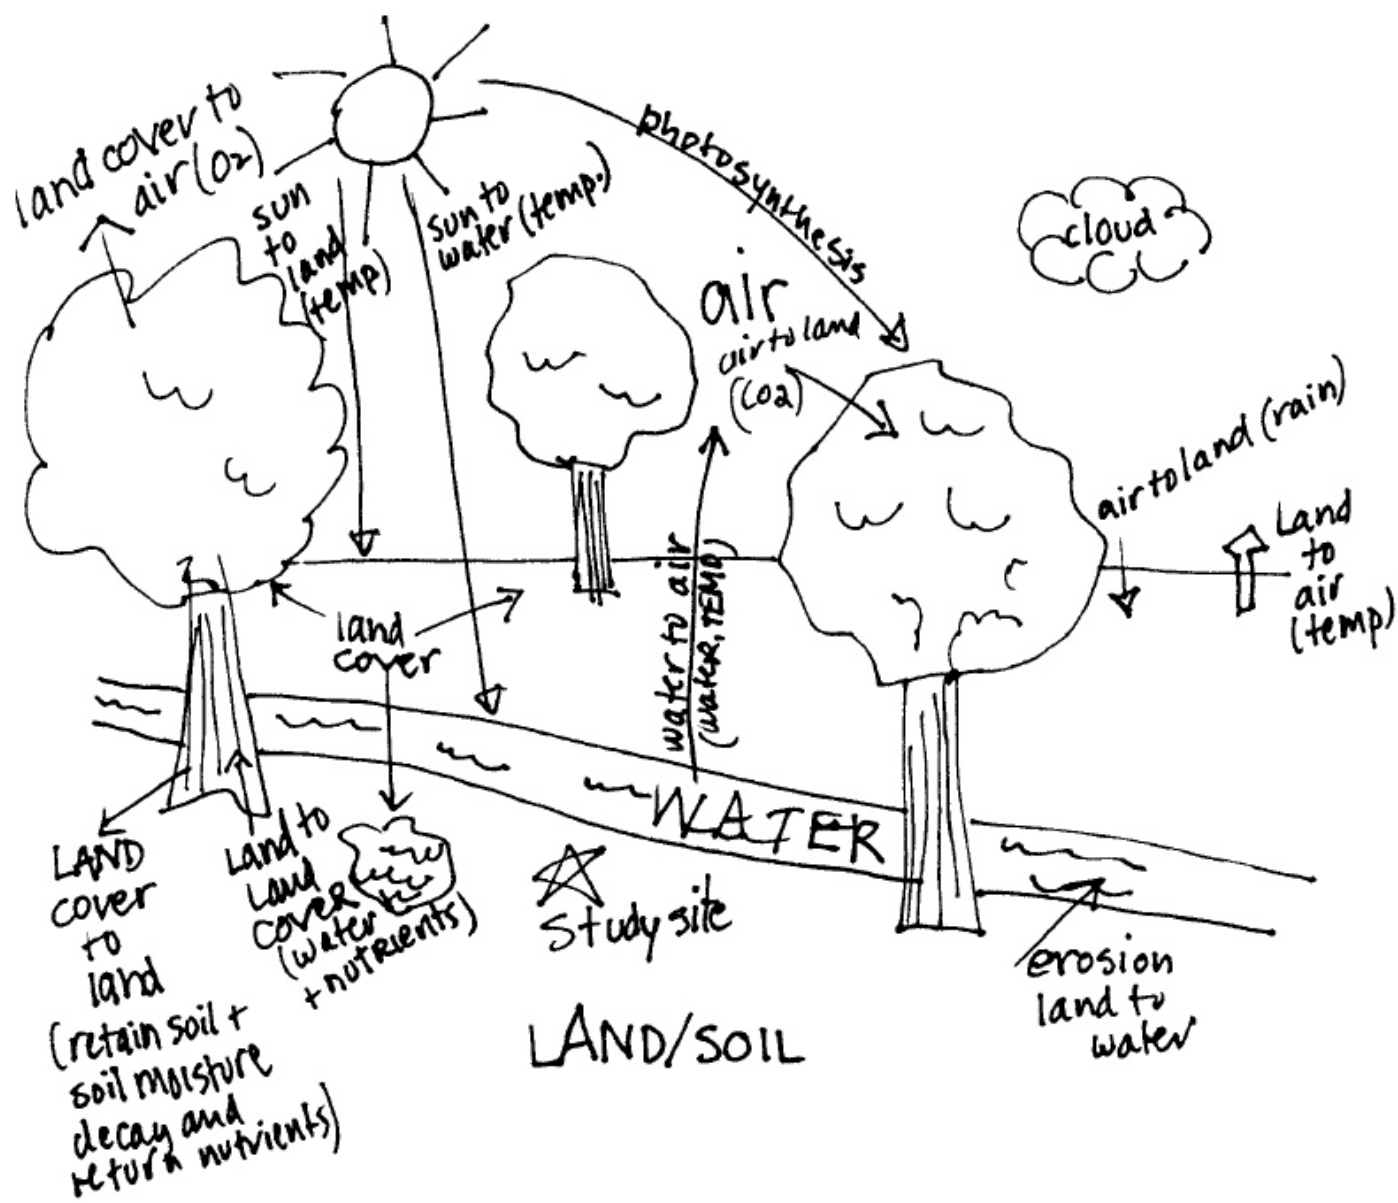 land cover to
air (O2)
sun
to
land
(temp)
sun to
water (temp.)
photosynthesis
cloud
air
air to land
(CO2)
air to land (rain)
Land
to
air
(temp)
land
cover
water to air
(water, TEMP)
WATER
LAND
cover
to
land
(retain soil +
soil moisture
decay and
return nutrients)
Land to
Land
COVER
(water
+ nutrients)
Study site
LAND/SOIL
erosion
land to
water